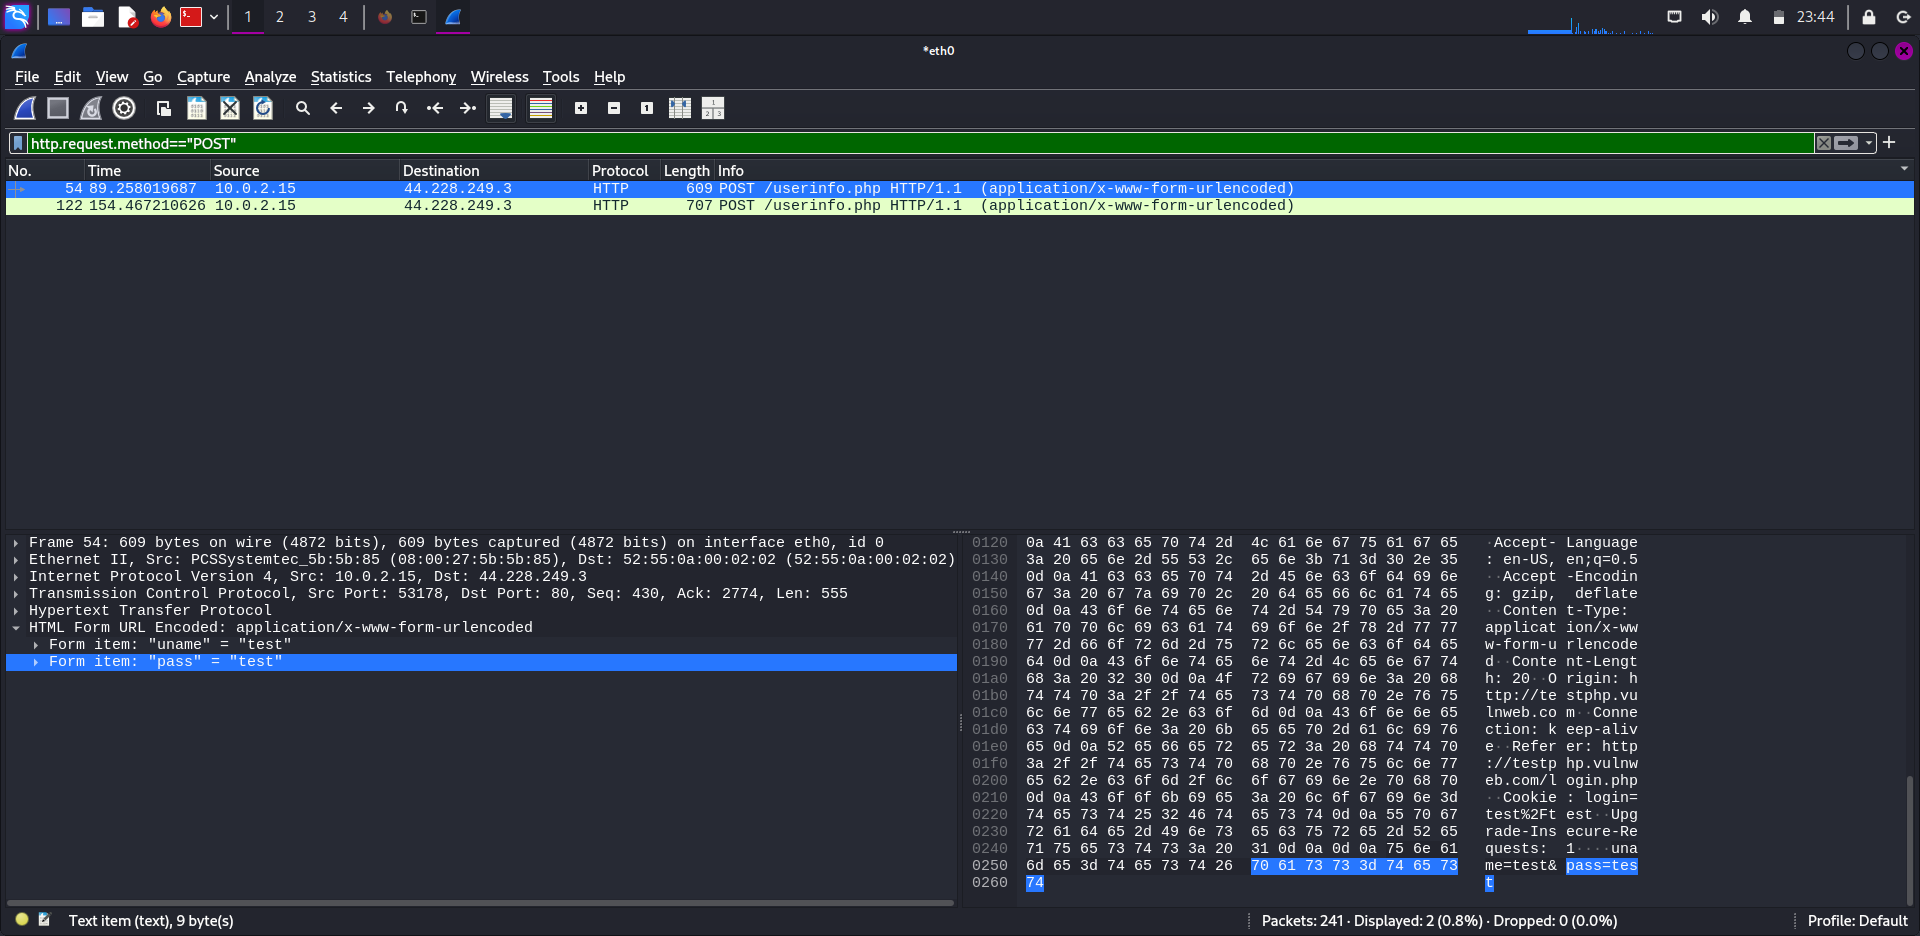 1 2 3 4 23:44
*eth0
File Edit View Go Capture Analyze Statistics Telephony Wireless Tools Help
http.request.method=="POST"
No. Time Source Destination Protocol Length Info
54 89.258019687 10.0.2.15 44.228.249.3 HTTP 609 POST /userinfo.php HTTP/1.1 (application/x-www-form-urlencoded)
122 154.467210626 10.0.2.15 44.228.249.3 HTTP 707 POST /userinfo.php HTTP/1.1 (application/x-www-form-urlencoded)
Frame 54: 609 bytes on wire (4872 bits), 609 bytes captured (4872 bits) on interface eth0, id 0
Ethernet II, Src: PCSSystemtec_5b:5b:85 (08:00:27:5b:5b:85), Dst: 52:55:0a:00:02:02 (52:55:0a:00:02:02)
Internet Protocol Version 4, Src: 10.0.2.15, Dst: 44.228.249.3
Transmission Control Protocol, Src Port: 53178, Dst Port: 80, Seq: 430, Ack: 2774, Len: 555
Hypertext Transfer Protocol
HTML Form URL Encoded: application/x-www-form-urlencoded
Form item: "uname" = "test"
Form item: "pass" = "test"
0120 0a 41 63 63 65 70 74 2d 4c 61 6e 67 75 61 67 65 ·Accept- Language
0130 3a 20 65 6e 2d 55 53 2c 65 6e 3b 71 3d 30 2e 35 : en-US, en;q=0.5
0140 0d 0a 41 63 63 65 70 74 2d 45 6e 63 6f 64 69 6e ··Accept -Encodin
0150 67 3a 20 67 7a 69 70 2c 20 64 65 66 6c 61 74 65 g: gzip, deflate
0160 0d 0a 43 6f 6e 74 65 6e 74 2d 54 79 70 65 3a 20 ··Conten t-Type:
0170 61 70 70 6c 69 63 61 74 69 6f 6e 2f 78 2d 77 77 applicat ion/x-ww
0180 77 2d 66 6f 72 6d 2d 75 72 6c 65 6e 63 6f 64 65 w-form-u rlencode
0190 64 0d 0a 43 6f 6e 74 65 6e 74 2d 4c 65 6e 67 74 d··Conte nt-Lengt
01a0 68 3a 20 32 30 0d 0a 4f 72 69 67 69 6e 3a 20 68 h: 20··O rigin: h
01b0 74 74 70 3a 2f 2f 74 65 73 74 70 68 70 2e 76 75 ttp://te stphp.vu
01c0 6c 6e 77 65 62 2e 63 6f 6d 0d 0a 43 6f 6e 6e 65 lnweb.co m··Conne
01d0 63 74 69 6f 6e 3a 20 6b 65 65 70 2d 61 6c 69 76 ction: k eep-aliv
01e0 65 0d 0a 52 65 66 65 72 65 72 3a 20 68 74 74 70 e··Refer er: http
01f0 3a 2f 2f 74 65 73 74 70 68 70 2e 76 75 6c 6e 77 ://testp hp.vulnw
0200 65 62 2e 63 6f 6d 2f 6c 6f 67 69 6e 2e 70 68 70 eb.com/l ogin.php
0210 0d 0a 43 6f 6f 6b 69 65 3a 20 6c 6f 67 69 6e 3d ··Cookie : login=
0220 74 65 73 74 25 32 46 74 65 73 74 0d 0a 55 70 67 test%2Ft est··Upg
0230 72 61 64 65 2d 49 6e 73 65 63 75 72 65 2d 52 65 rade-Ins ecure-Re
0240 71 75 65 73 74 73 3a 20 31 0d 0a 0d 0a 75 6e 61 quests: 1····una
0250 6d 65 3d 74 65 73 74 26 70 61 73 73 3d 74 65 73 me=test& pass=tes
0260 74 t
Text item (text), 9 byte(s) Packets: 241 · Displayed: 2 (0.8%) · Dropped: 0 (0.0%) Profile: Default